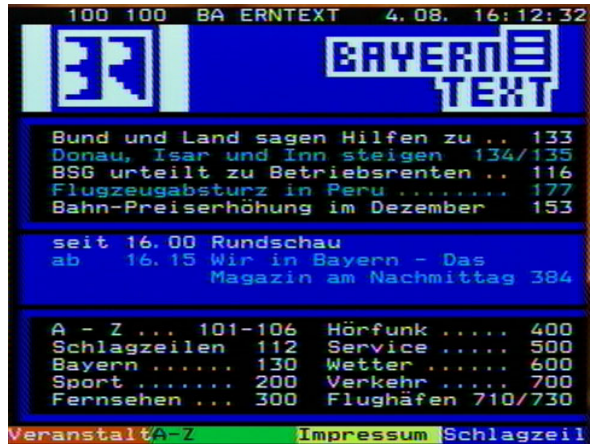 100 100 BA ERNTEXT 4.08. 16:12:32
BAYERN
TEXT
Bund und Land sagen Hilfen zu .. 133
Donau, Isar und Inn steigen 134/135
BSG urteilt zu Betriebsrenten .. 116
Flugzeugabsturz in Peru ........ 177
Bahn-Preiserhöhung im Dezember 153
seit 16.00 Rundschau
ab 16.15 Wir in Bayern - Das
Magazin am Nachmittag 384
A - Z ... 101-106 Hörfunk ..... 400
Schlagzeilen 112 Service ..... 500
Bayern ...... 130 Wetter ...... 600
Sport ....... 200 Verkehr ..... 700
Fernsehen ... 300 Flughäfen 710/730
Veranstalt A-Z Impressum Schlagzeil